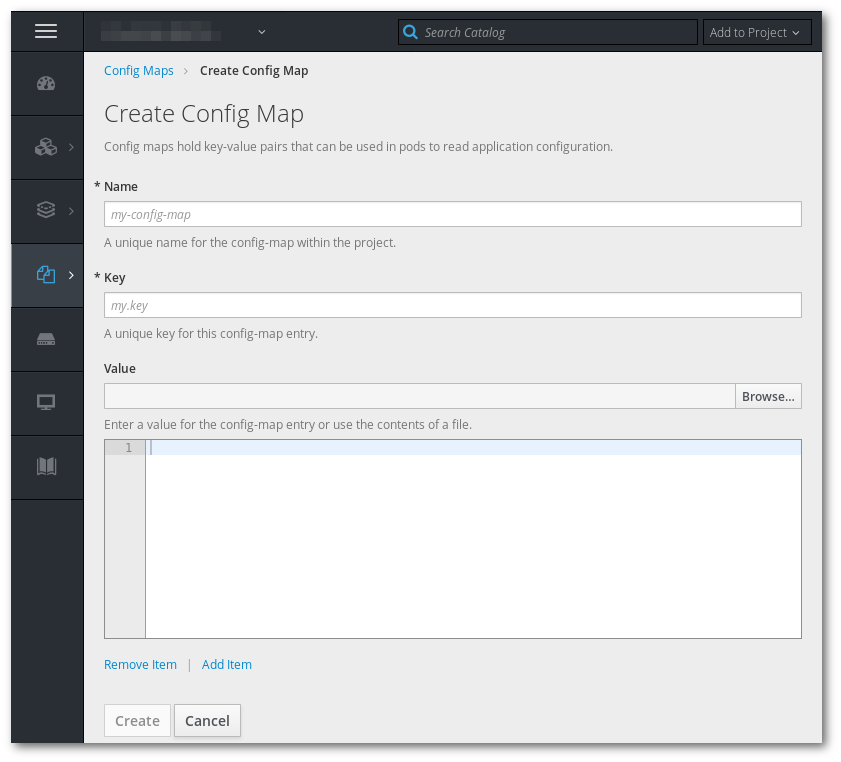 Search Catalog
Add to Project
Config Maps > Create Config Map
Create Config Map
Config maps hold key-value pairs that can be used in pods to read application configuration.
* Name
my-config-map
A unique name for the config-map within the project.
* Key
my.key
A unique key for this config-map entry.
Value
Browse...
Enter a value for the config-map entry or use the contents of a file.
1
Remove Item | Add Item
Create Cancel